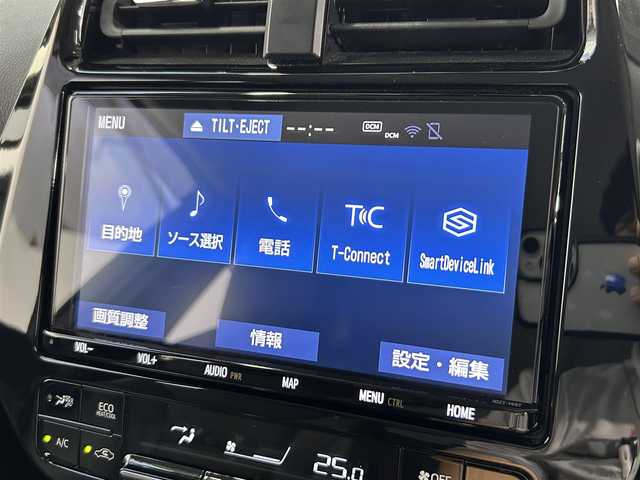 MENU ⏏ TILT・EJECT --:-- DCM DCM
目的地 ソース選択 電話 T-Connect SmartDeviceLink
画質調整 情報 設定・編集
VOL- VOL+ AUDIO PWR MAP MENU CTRL HOME
ECO
HEAT/COOL
A/C
25.0
OFF